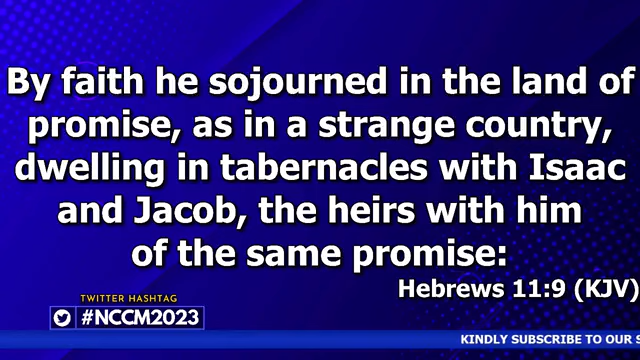 By faith he sojourned in the land of
promise, as in a strange country,
dwelling in tabernacles with Isaac
and Jacob, the heirs with him
of the same promise:
Hebrews 11:9 (KJV)
TWITTER HASHTAG
#NCCM2023
KINDLY SUBSCRIBE TO OUR S